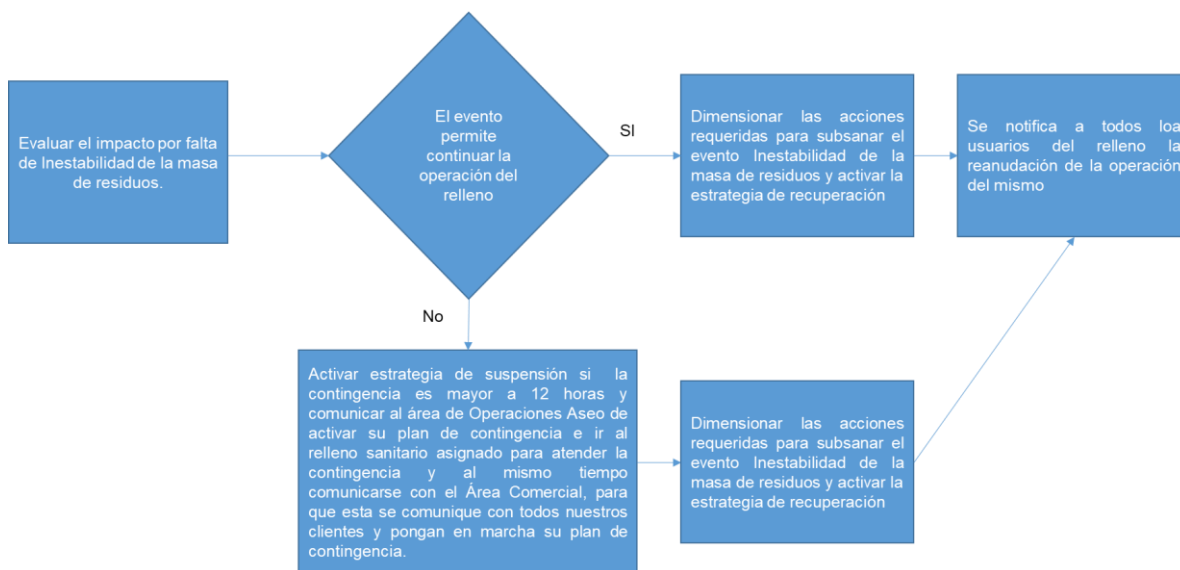 Evaluar el impacto por falta
de Inestabilidad de la masa
de residuos.
El evento
permite
continuar la
operación del
relleno
SI
Dimensionar las acciones
requeridas para subsanar el
evento Inestabilidad de la
masa de residuos y activar la
estrategia de recuperación
Se notifica a todos loa
usuarios del relleno la
reanudación de la operación
del mismo
No
Activar estrategia de suspensión si la
contingencia es mayor a 12 horas y
comunicar al área de Operaciones Aseo de
activar su plan de contingencia e ir al
relleno sanitario asignado para atender la
contingencia y al mismo tiempo
comunicarse con el Área Comercial, para
que esta se comunique con todos nuestros
clientes y pongan en marcha su plan de
contingencia.
Dimensionar las acciones
requeridas para subsanar el
evento Inestabilidad de la
masa de residuos y activar la
estrategia de recuperación